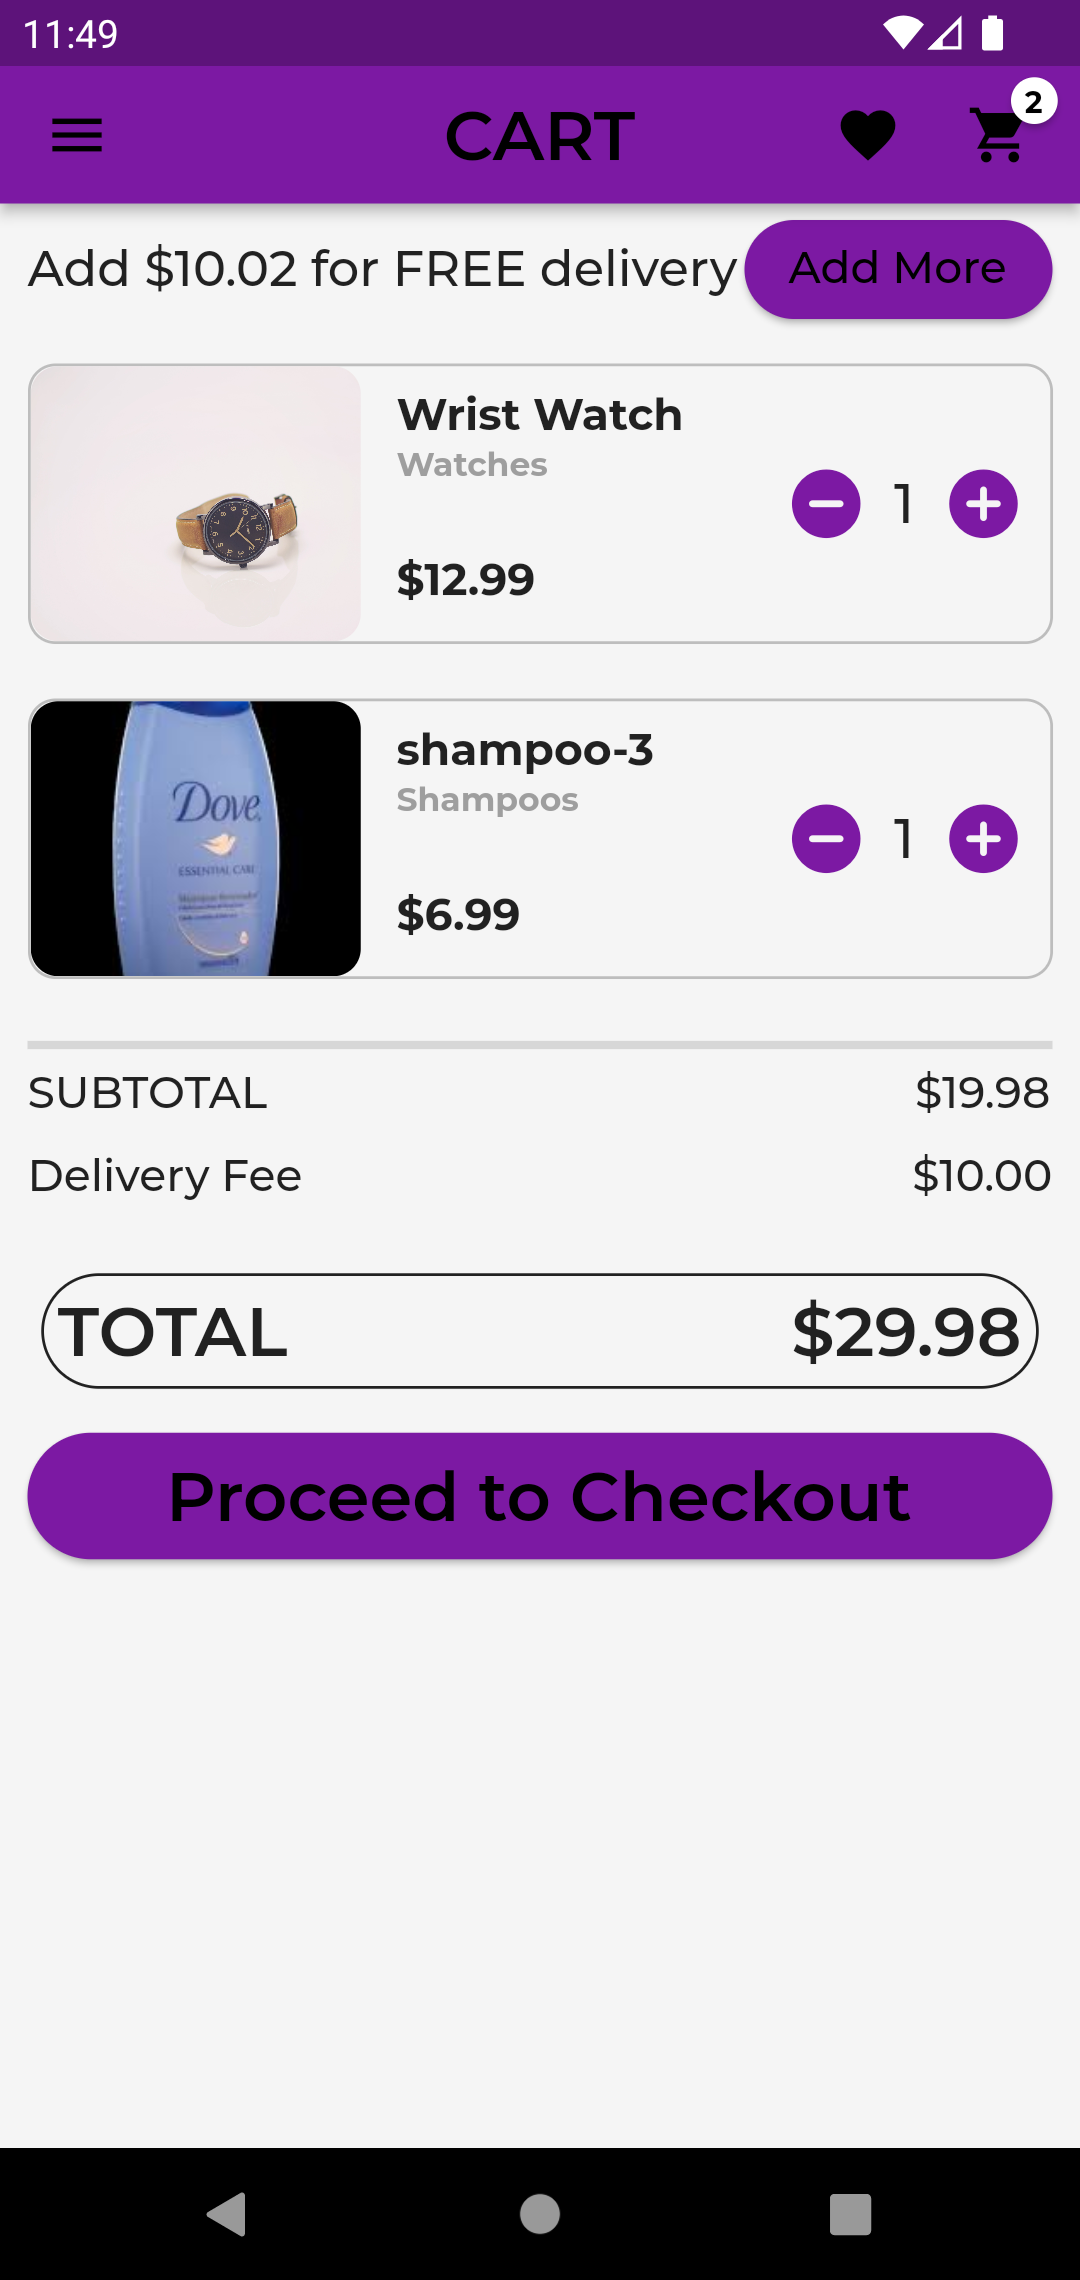 11:49
CART
2
Add $10.02 for FREE delivery
Add More
Wrist Watch
Watches
1
$12.99
Dove
ESSENTIAL CARE
shampoo-3
Shampoos
1
$6.99
SUBTOTAL
$19.98
Delivery Fee
$10.00
TOTAL
$29.98
Proceed to Checkout